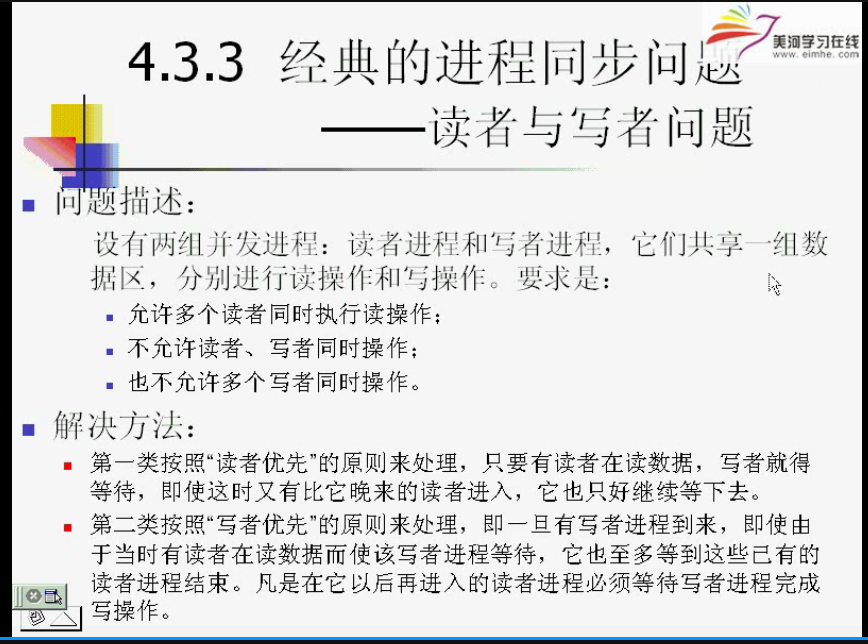 美河学习在线
www.eimhe.com
4.3.3 经典的进程同步问题
——读者与写者问题
问题描述：
设有两组并发进程：读者进程和写者进程，它们共享一组数
据区，分别进行读操作和写操作。要求是：
允许多个读者同时执行读操作；
不允许读者、写者同时操作；
也不允许多个写者同时操作。
解决方法：
第一类按照“读者优先”的原则来处理，只要有读者在读数据，写者就得
等待，即使这时又有比它晚来的读者进入，它也只好继续等下去。
第二类按照“写者优先”的原则来处理，即一旦有写者进程到来，即使由
于当时有读者在读数据而使该写者进程等待，它也至多等到这些已有的
读者进程结束。凡是在它以后再进入的读者进程必须等待写者进程完成
写操作。